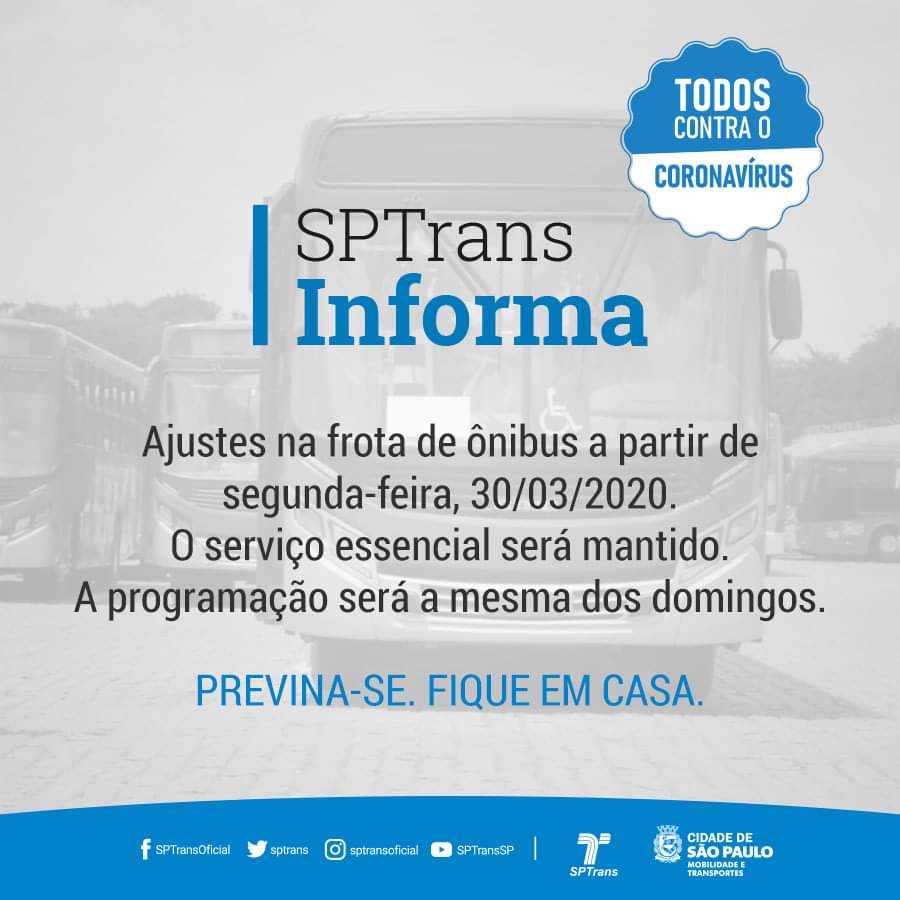 TODOS
CONTRA O
CORONAVÍRUS
SPTrans
Informa
Ajustes na frota de ônibus a partir de
segunda-feira, 30/03/2020.
O serviço essencial será mantido.
A programação será a mesma dos domingos.
PREVINA-SE. FIQUE EM CASA.
SPTransOficial sptrans sptransoficial SPTransSP
SPTrans
CIDADE DE
SÃO PAULO
MOBILIDADE E
TRANSPORTES